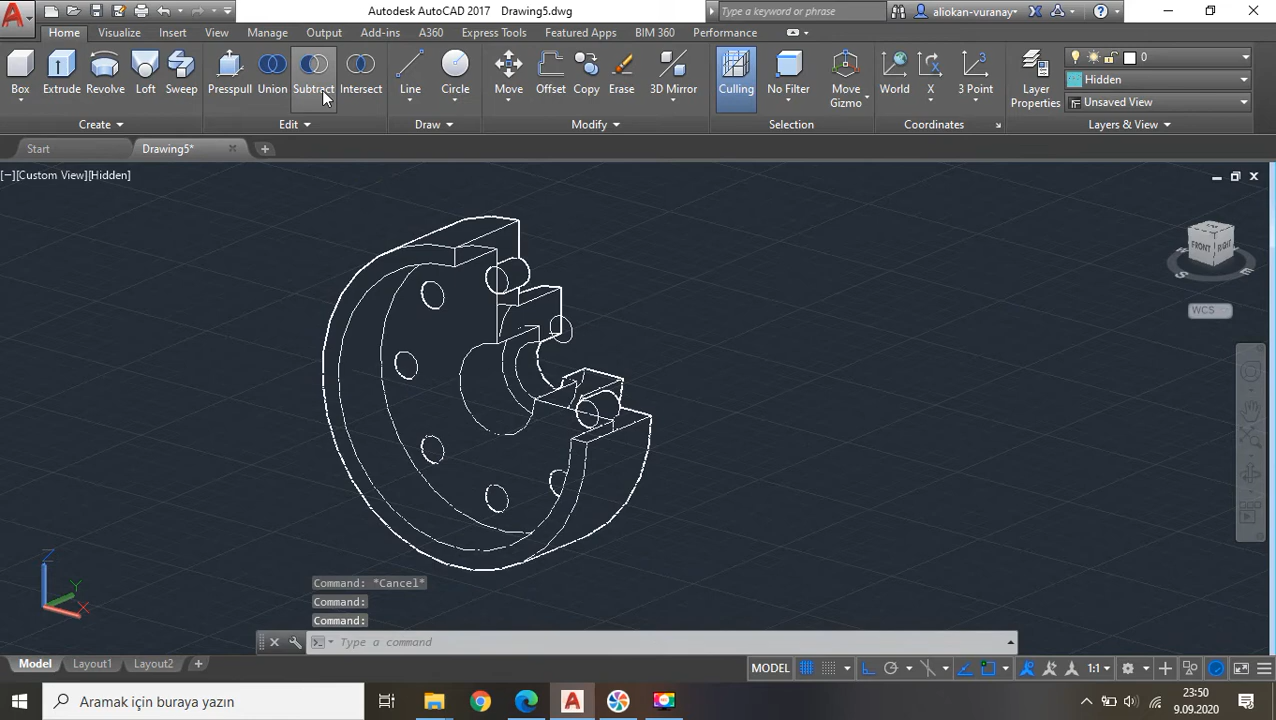 Autodesk AutoCAD 2017 Drawing5.dwg
Type a keyword or phrase
aliokan-vuranay
Home Visualize Insert View Manage Output Add-ins A360 Express Tools Featured Apps BIM 360 Performance
Box Extrude Revolve Loft Sweep Presspull Union Subtract Intersect Line Circle Move Offset Copy Erase 3D Mirror Culling No Filter Move Gizmo World X 3 Point Layer Properties
0
Hidden
Unsaved View
Create Edit Draw Modify Selection Coordinates Layers & View
Start Drawing5*
[−][Custom View][Hidden]
FRONT RIGHT
S E
WCS
Z
Y
X
Command: *Cancel*
Command:
Command:
Type a command
Model Layout1 Layout2
MODEL 1:1
Aramak için buraya yazın
23:50
9.09.2020